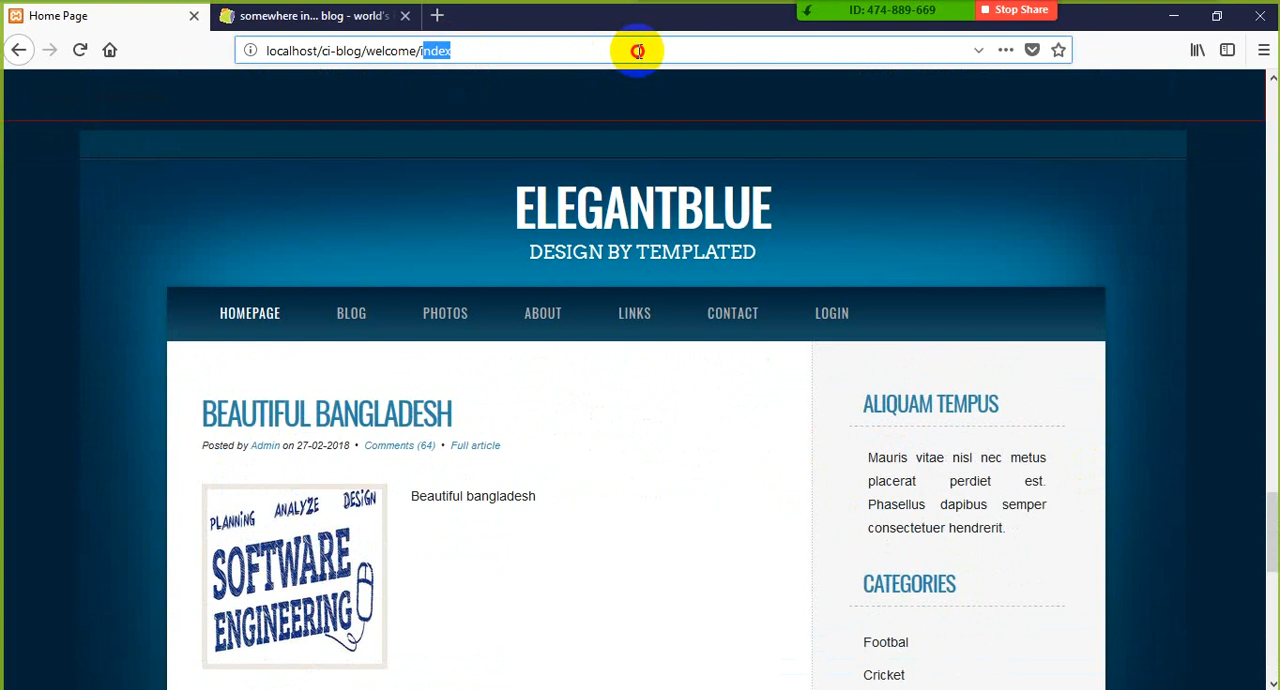 Home Page
somewhere in... blog - world's
ID: 474-889-669
Stop Share
localhost/ci-blog/welcome/index
ELEGANTBLUE
DESIGN BY TEMPLATED
HOMEPAGE BLOG PHOTOS ABOUT LINKS CONTACT LOGIN
BEAUTIFUL BANGLADESH
Posted by Admin on 27-02-2018 • Comments (64) • Full article
PLANNING ANALYZE DESIGN
SOFTWARE
ENGINEERING
Beautiful bangladesh
ALIQUAM TEMPUS
Mauris vitae nisl nec metus
placerat perdiet est.
Phasellus dapibus semper
consectetuer hendrerit.
CATEGORIES
Footbal
Cricket